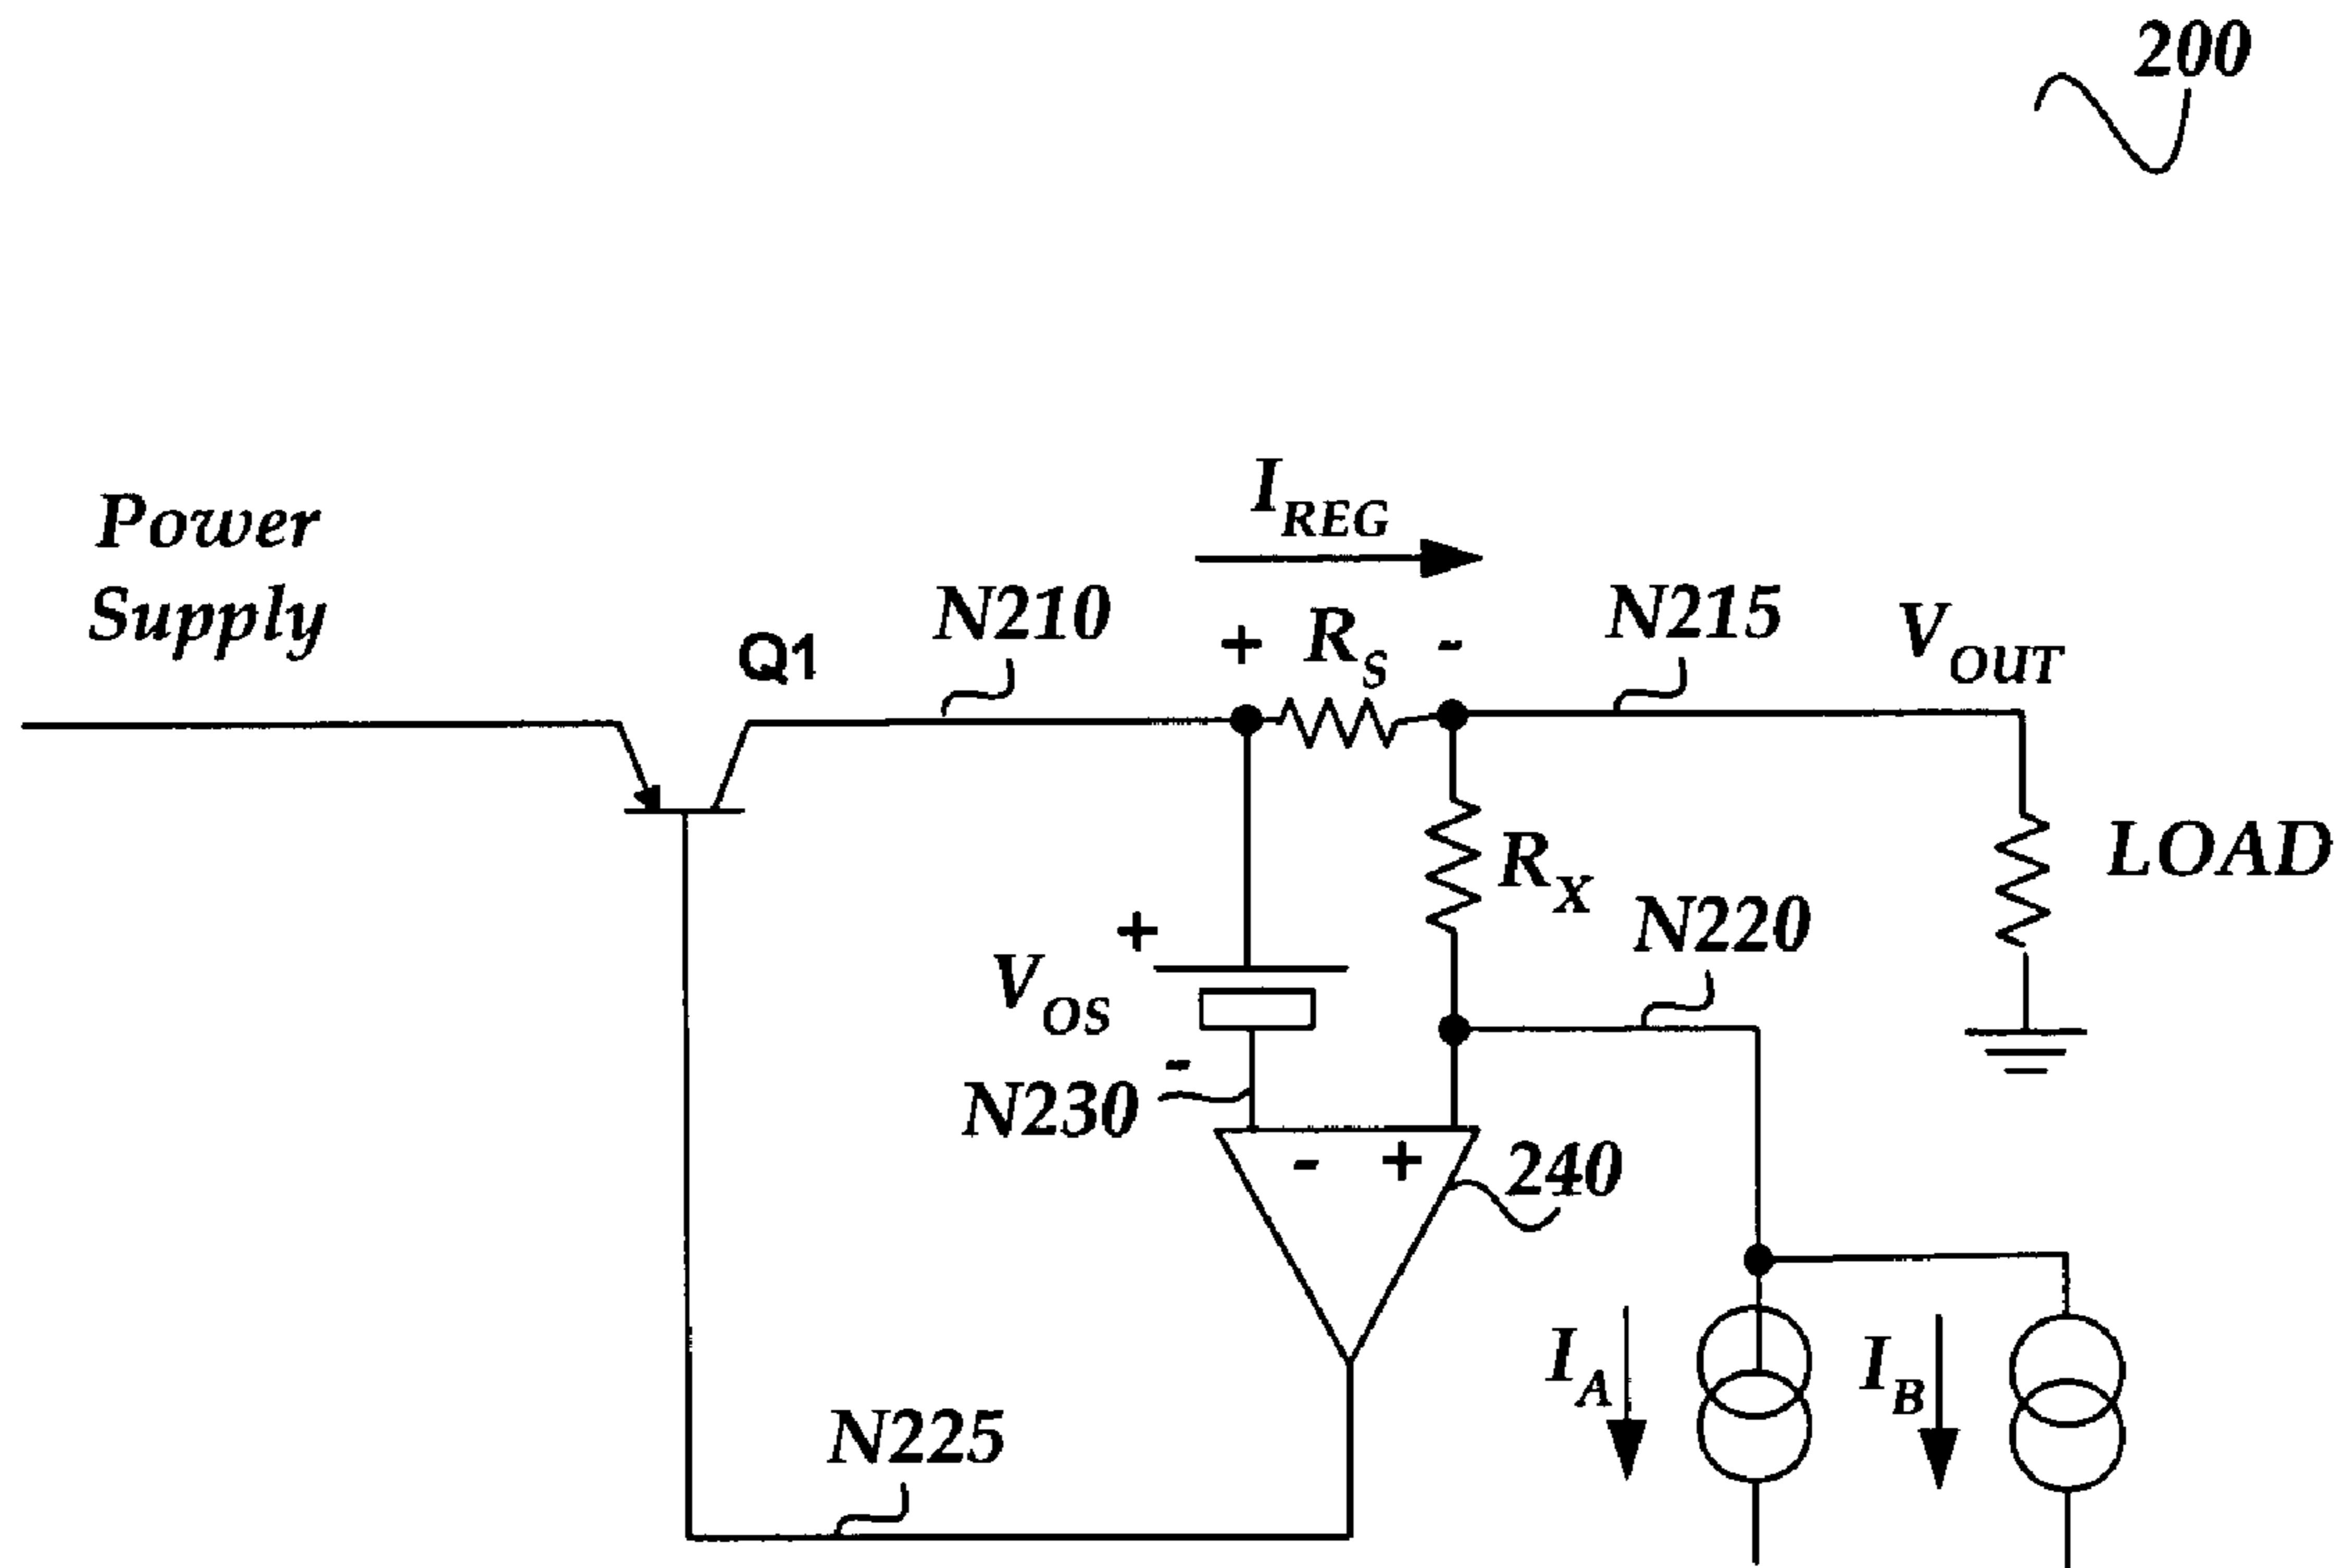 200
Power
Supply
Q1
N210
I_REG
+ R_S -
N215
V_OUT
R_X
LOAD
N220
+
V_OS
-
N230
- +
240
I_A
I_B
N225